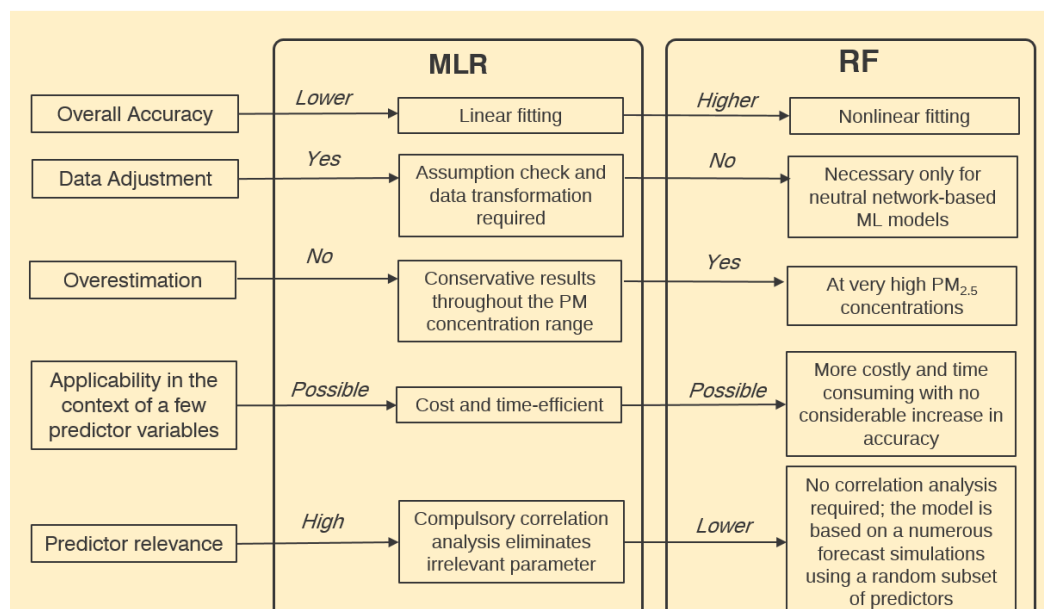 MLR
RF
Overall Accuracy
Lower
Linear fitting
Higher
Nonlinear fitting
Data Adjustment
Yes
Assumption check and
data transformation
required
No
Necessary only for
neutral network-based
ML models
Overestimation
No
Conservative results
throughout the PM
concentration range
Yes
At very high PM2.5
concentrations
Applicability in the
context of a few
predictor variables
Possible
Cost and time-efficient
Possible
More costly and time
consuming with no
considerable increase in
accuracy
Predictor relevance
High
Compulsory correlation
analysis eliminates
irrelevant parameter
Lower
No correlation analysis
required; the model is
based on a numerous
forecast simulations
using a random subset
of predictors